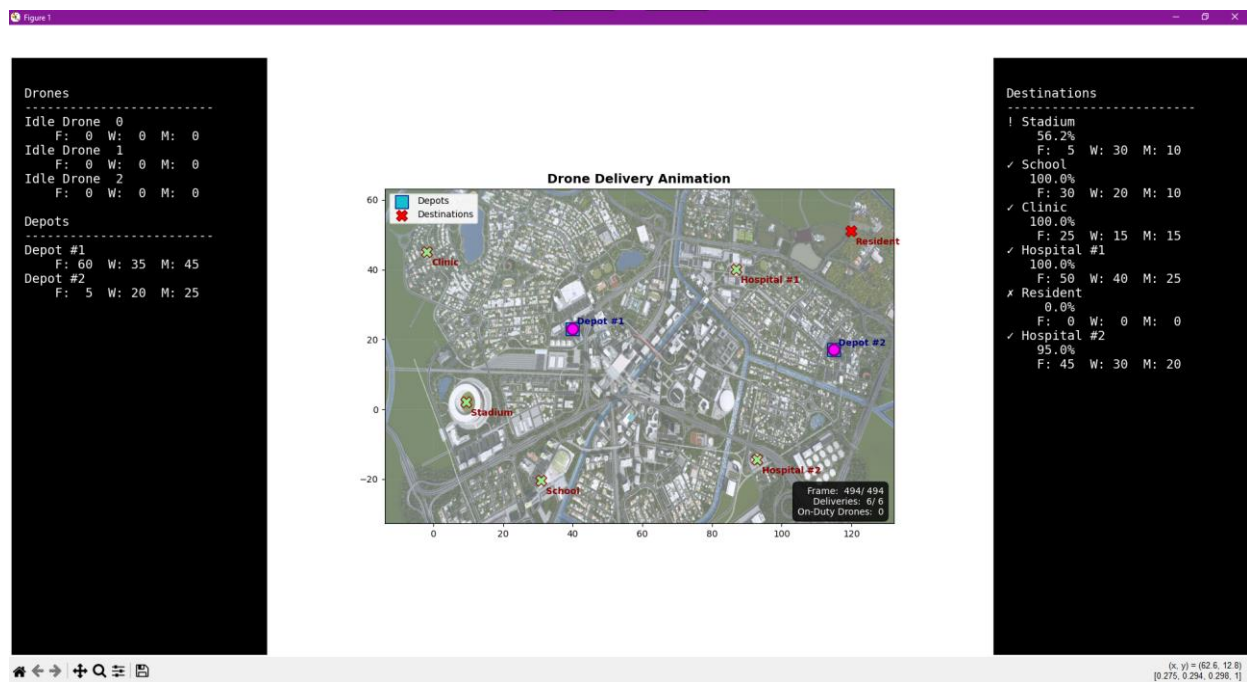 Figure 1
Drones
-------------------------
Idle Drone  0
F:  0  W:  0  M:  0
Idle Drone  1
F:  0  W:  0  M:  0
Idle Drone  2
F:  0  W:  0  M:  0
Depots
-------------------------
Depot #1
F: 60  W: 35  M: 45
Depot #2
F:  5  W: 20  M: 25
Drone Delivery Animation
Depots
Destinations
60
40
20
0
−20
0 20 40 60 80 100 120
Resident
Clinic
Hospital #1
Depot #1
Depot #2
Stadium
Hospital #2
School
Frame: 494/ 494
Deliveries: 6/ 6
On-Duty Drones: 0
Destinations
-------------------------
! Stadium
56.2%
F:  5  W: 30  M: 10
✓ School
100.0%
F: 30  W: 20  M: 10
✓ Clinic
100.0%
F: 25  W: 15  M: 15
✓ Hospital #1
100.0%
F: 50  W: 40  M: 25
✗ Resident
0.0%
F:  0  W:  0  M:  0
✓ Hospital #2
95.0%
F: 45  W: 30  M: 20
(x, y) = (62.6, 12.8)
[0.275, 0.294, 0.298, 1]